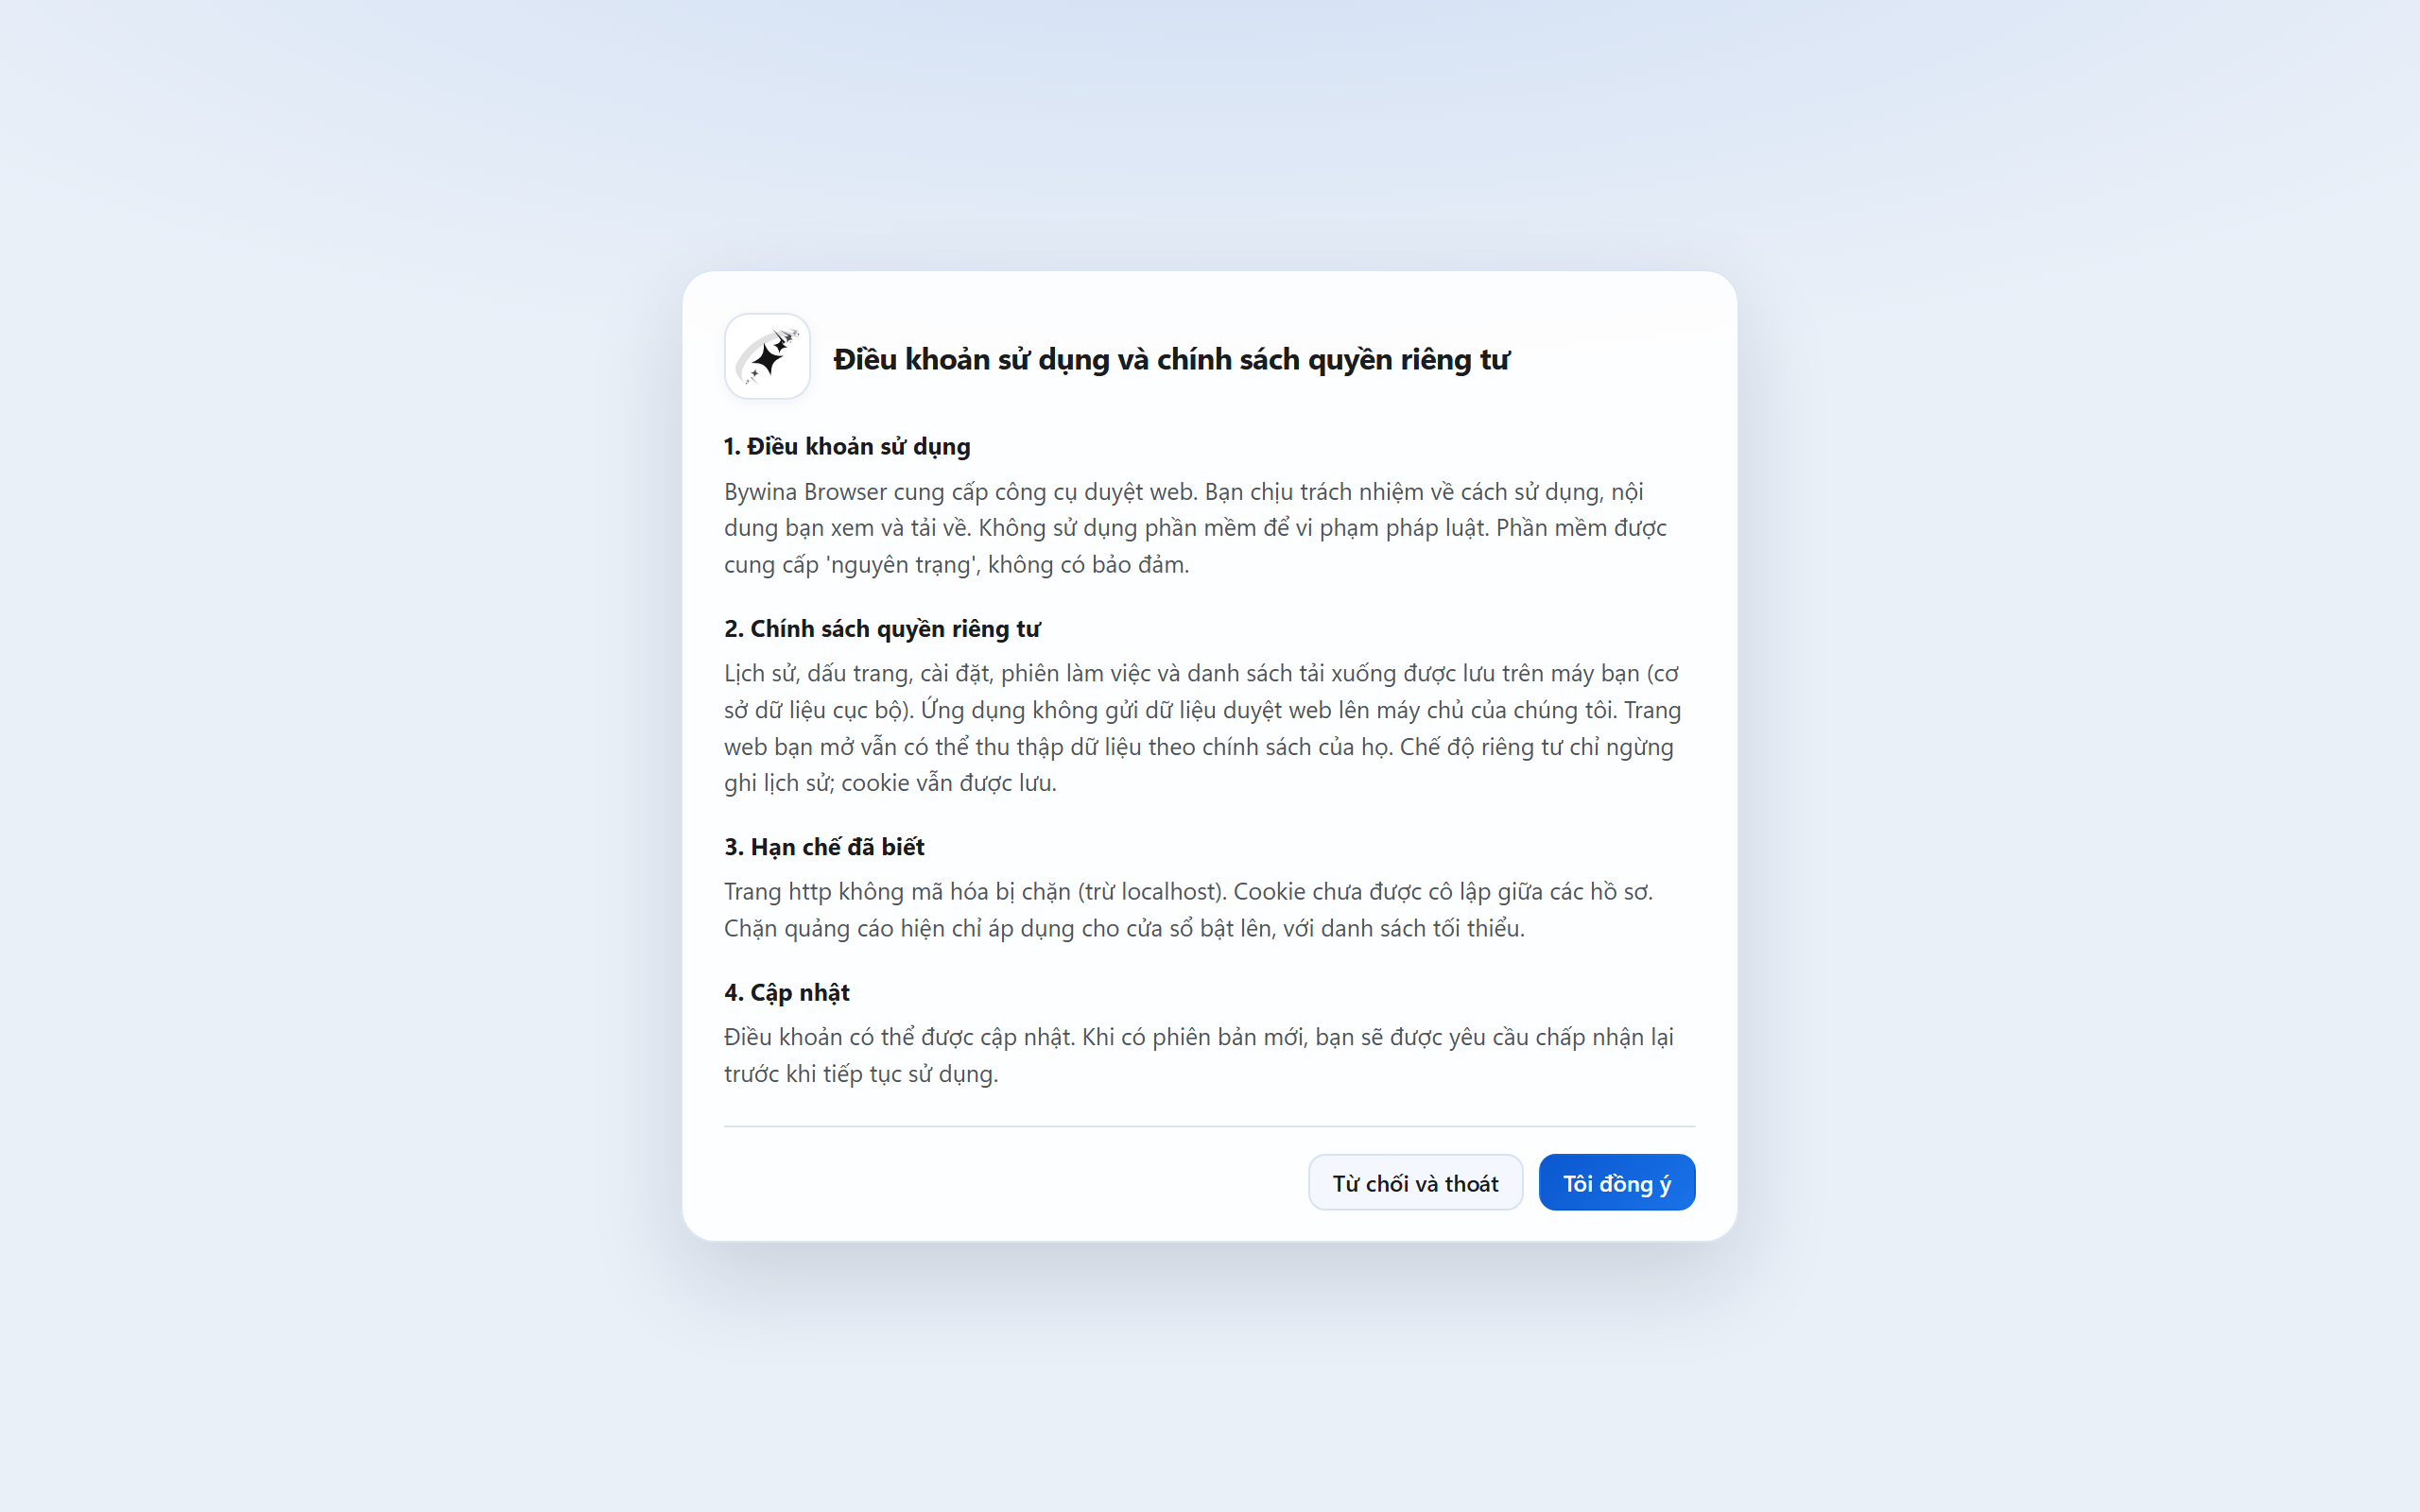 Điều khoản sử dụng và chính sách quyền riêng tư
1. Điều khoản sử dụng
Bywina Browser cung cấp công cụ duyệt web. Bạn chịu trách nhiệm về cách sử dụng, nội
dung bạn xem và tải về. Không sử dụng phần mềm để vi phạm pháp luật. Phần mềm được
cung cấp 'nguyên trạng', không có bảo đảm.
2. Chính sách quyền riêng tư
Lịch sử, dấu trang, cài đặt, phiên làm việc và danh sách tải xuống được lưu trên máy bạn (cơ
sở dữ liệu cục bộ). Ứng dụng không gửi dữ liệu duyệt web lên máy chủ của chúng tôi. Trang
web bạn mở vẫn có thể thu thập dữ liệu theo chính sách của họ. Chế độ riêng tư chỉ ngừng
ghi lịch sử; cookie vẫn được lưu.
3. Hạn chế đã biết
Trang http không mã hóa bị chặn (trừ localhost). Cookie chưa được cô lập giữa các hồ sơ.
Chặn quảng cáo hiện chỉ áp dụng cho cửa sổ bật lên, với danh sách tối thiểu.
4. Cập nhật
Điều khoản có thể được cập nhật. Khi có phiên bản mới, bạn sẽ được yêu cầu chấp nhận lại
trước khi tiếp tục sử dụng.
Từ chối và thoát
Tôi đồng ý